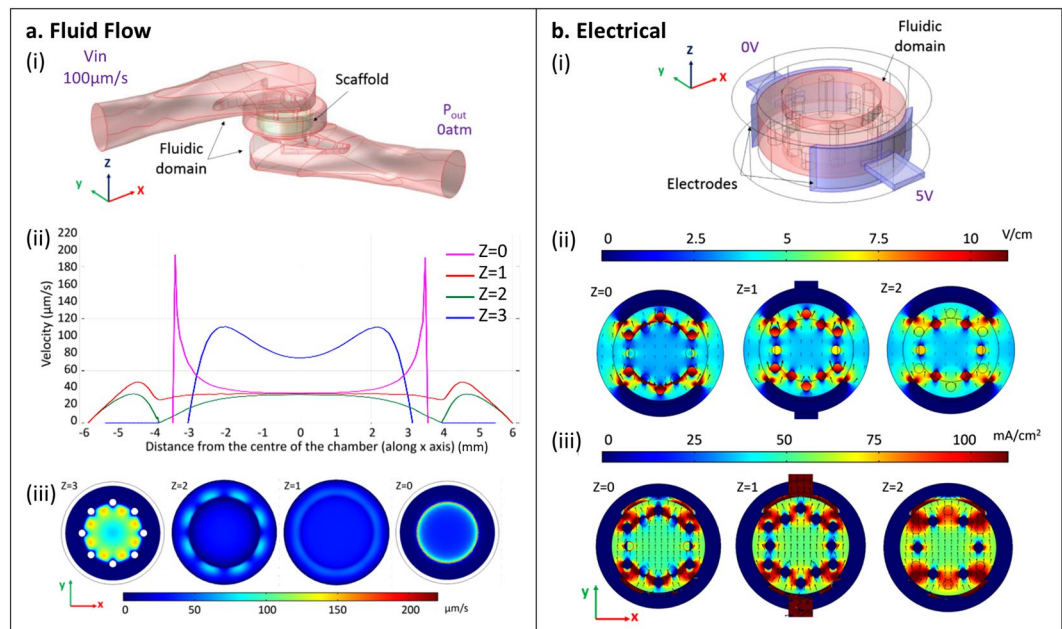 a. Fluid Flow
(i)
Vin
100μm/s
Scaffold
Pout
0atm
Fluidic
domain
z
y
x
(ii)
220
200
180
160
140
120
100
80
60
40
20
0
Velocity (μm/s)
Z=0
Z=1
Z=2
Z=3
-6 -5 -4 -3 -2 -1 0 1 2 3 4 5 6
Distance from the centre of the chamber (along x axis) (mm)
(iii)
Z=3 Z=2 Z=1 Z=0
y
x
0 50 100 150 200 μm/s
b. Electrical
(i)
0V
Fluidic
domain
z
y
x
Electrodes
5V
(ii)
0 2.5 5 7.5 10 V/cm
Z=0 Z=1 Z=2
(iii)
0 25 50 75 100 mA/cm²
Z=0 Z=1 Z=2
y
x